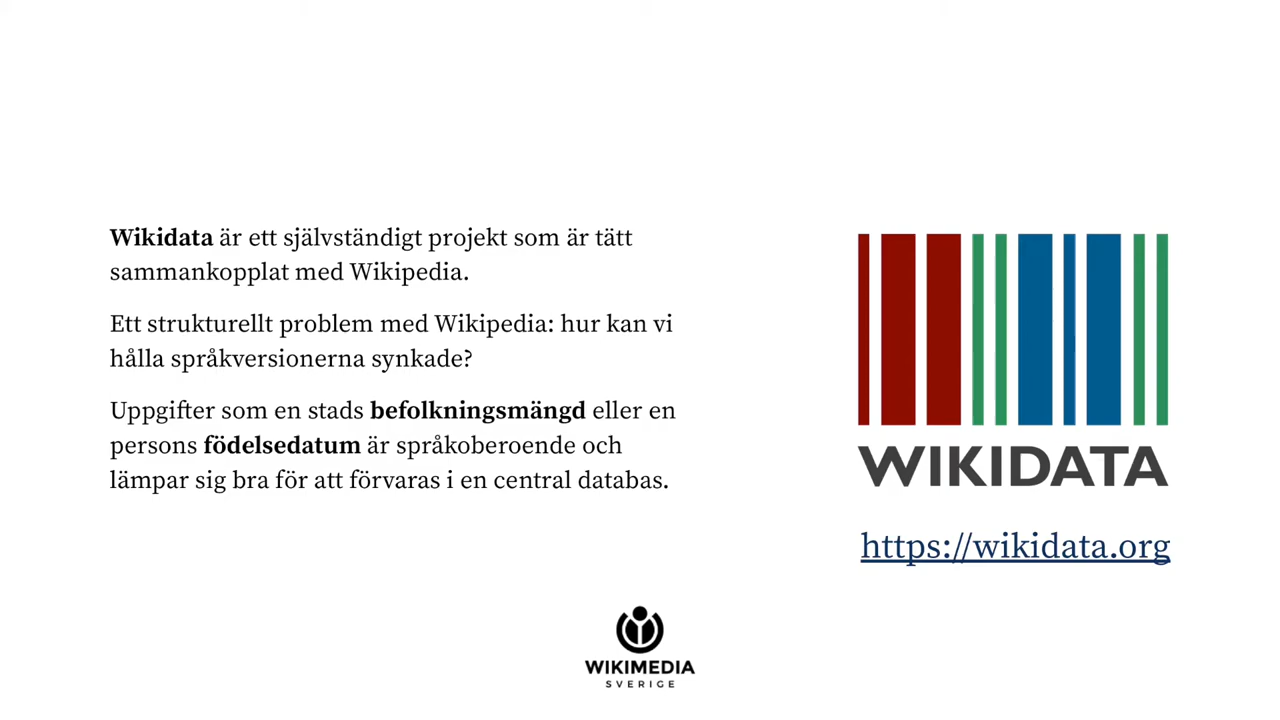 Wikidata är ett självständigt projekt som är tätt
sammankopplat med Wikipedia.
Ett strukturellt problem med Wikipedia: hur kan vi
hålla språkversionerna synkade?
Uppgifter som en stads befolkningsmängd eller en
persons födelsedatum är språkoberoende och
lämpar sig bra för att förvaras i en central databas.
WIKIDATA
https://wikidata.org
WIKIMEDIA
SVERIGE